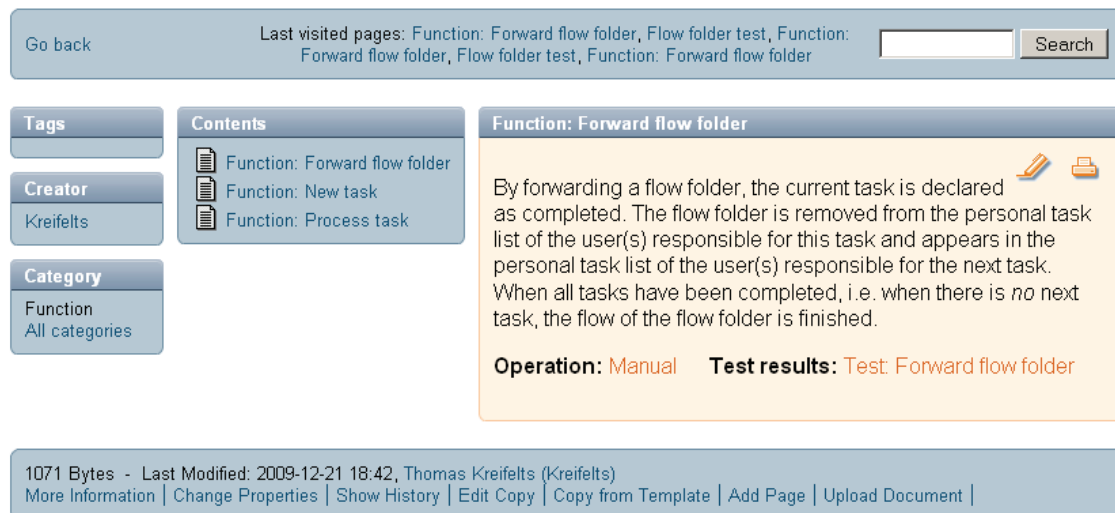 Go back
Last visited pages: Function: Forward flow folder, Flow folder test, Function:
Forward flow folder, Flow folder test, Function: Forward flow folder
Search
Tags
Creator
Kreifelts
Category
Function
All categories
Contents
Function: Forward flow folder
Function: New task
Function: Process task
Function: Forward flow folder
By forwarding a flow folder, the current task is declared
as completed. The flow folder is removed from the personal task
list of the user(s) responsible for this task and appears in the
personal task list of the user(s) responsible for the next task.
When all tasks have been completed, i.e. when there is no next
task, the flow of the flow folder is finished.
Operation: Manual Test results: Test: Forward flow folder
1071 Bytes - Last Modified: 2009-12-21 18:42, Thomas Kreifelts (Kreifelts)
More Information | Change Properties | Show History | Edit Copy | Copy from Template | Add Page | Upload Document |